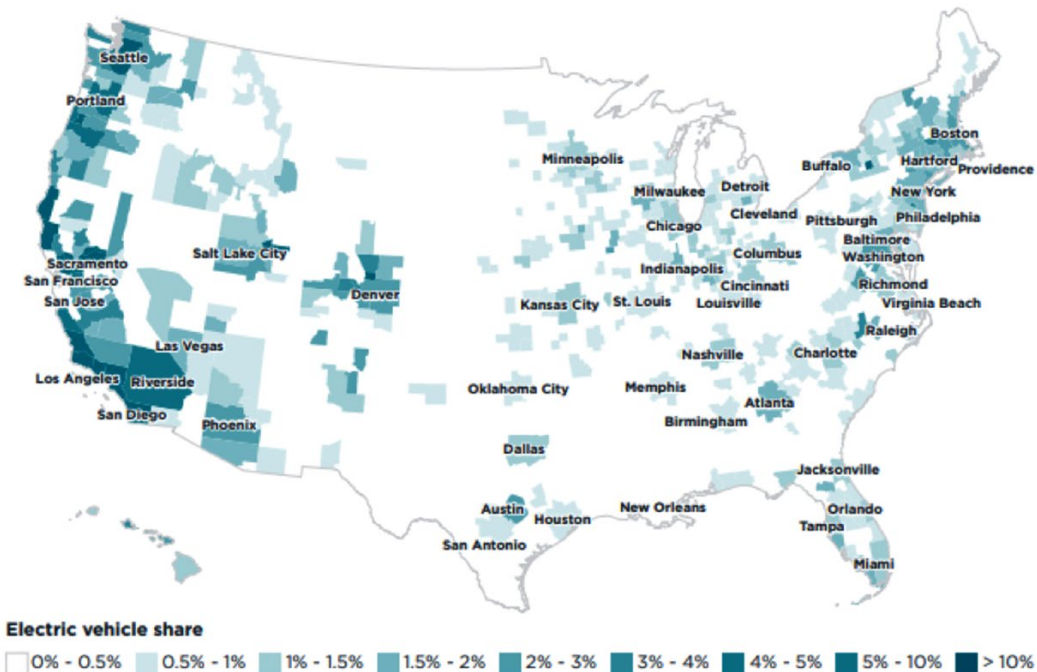 Seattle
Portland
Minneapolis
Boston
Buffalo
Hartford
Providence
Milwaukee
Detroit
New York
Chicago
Cleveland
Pittsburgh
Philadelphia
Sacramento
Salt Lake City
Columbus
Baltimore
Washington
San Francisco
Indianapolis
Cincinnati
Richmond
San Jose
Denver
Kansas City
St. Louis
Louisville
Virginia Beach
Las Vegas
Nashville
Charlotte
Raleigh
Los Angeles
Riverside
Oklahoma City
Memphis
Atlanta
San Diego
Phoenix
Birmingham
Dallas
Jacksonville
Austin
Houston
New Orleans
Orlando
Tampa
San Antonio
Miami
Electric vehicle share
0% - 0.5% 0.5% - 1% 1% - 1.5% 1.5% - 2% 2% - 3% 3% - 4% 4% - 5% 5% - 10% > 10%